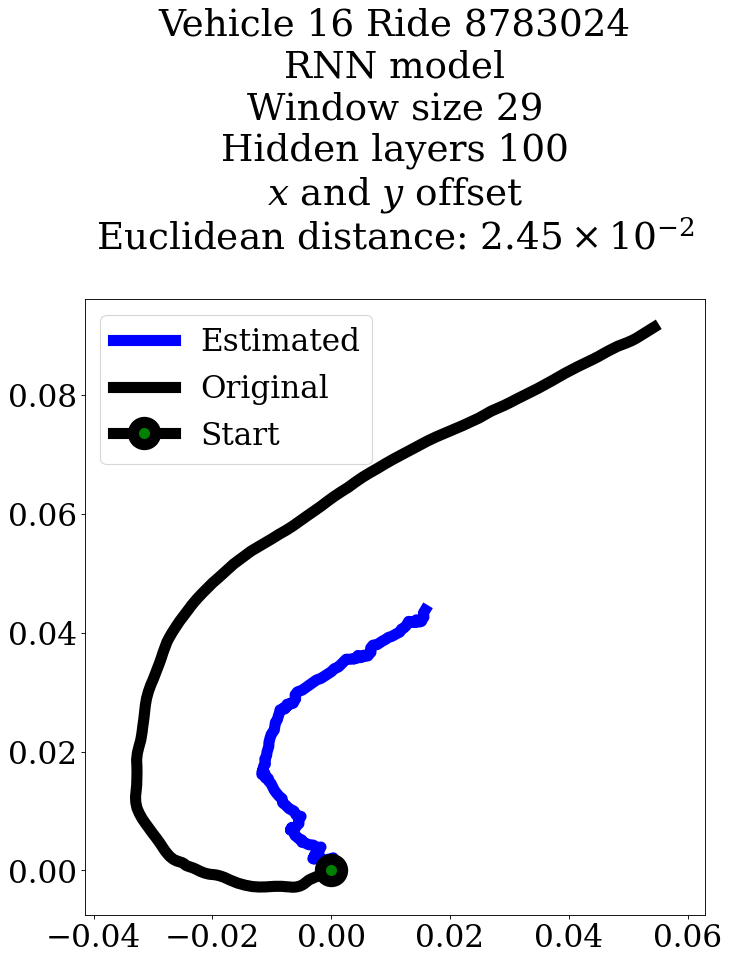 Vehicle 16 Ride 8783024
RNN model
Window size 29
Hidden layers 100
x and y offset
Euclidean distance: 2.45 × 10⁻²
Estimated
Original
Start
0.08
0.06
0.04
0.02
0.00
−0.04 −0.02 0.00 0.02 0.04 0.06